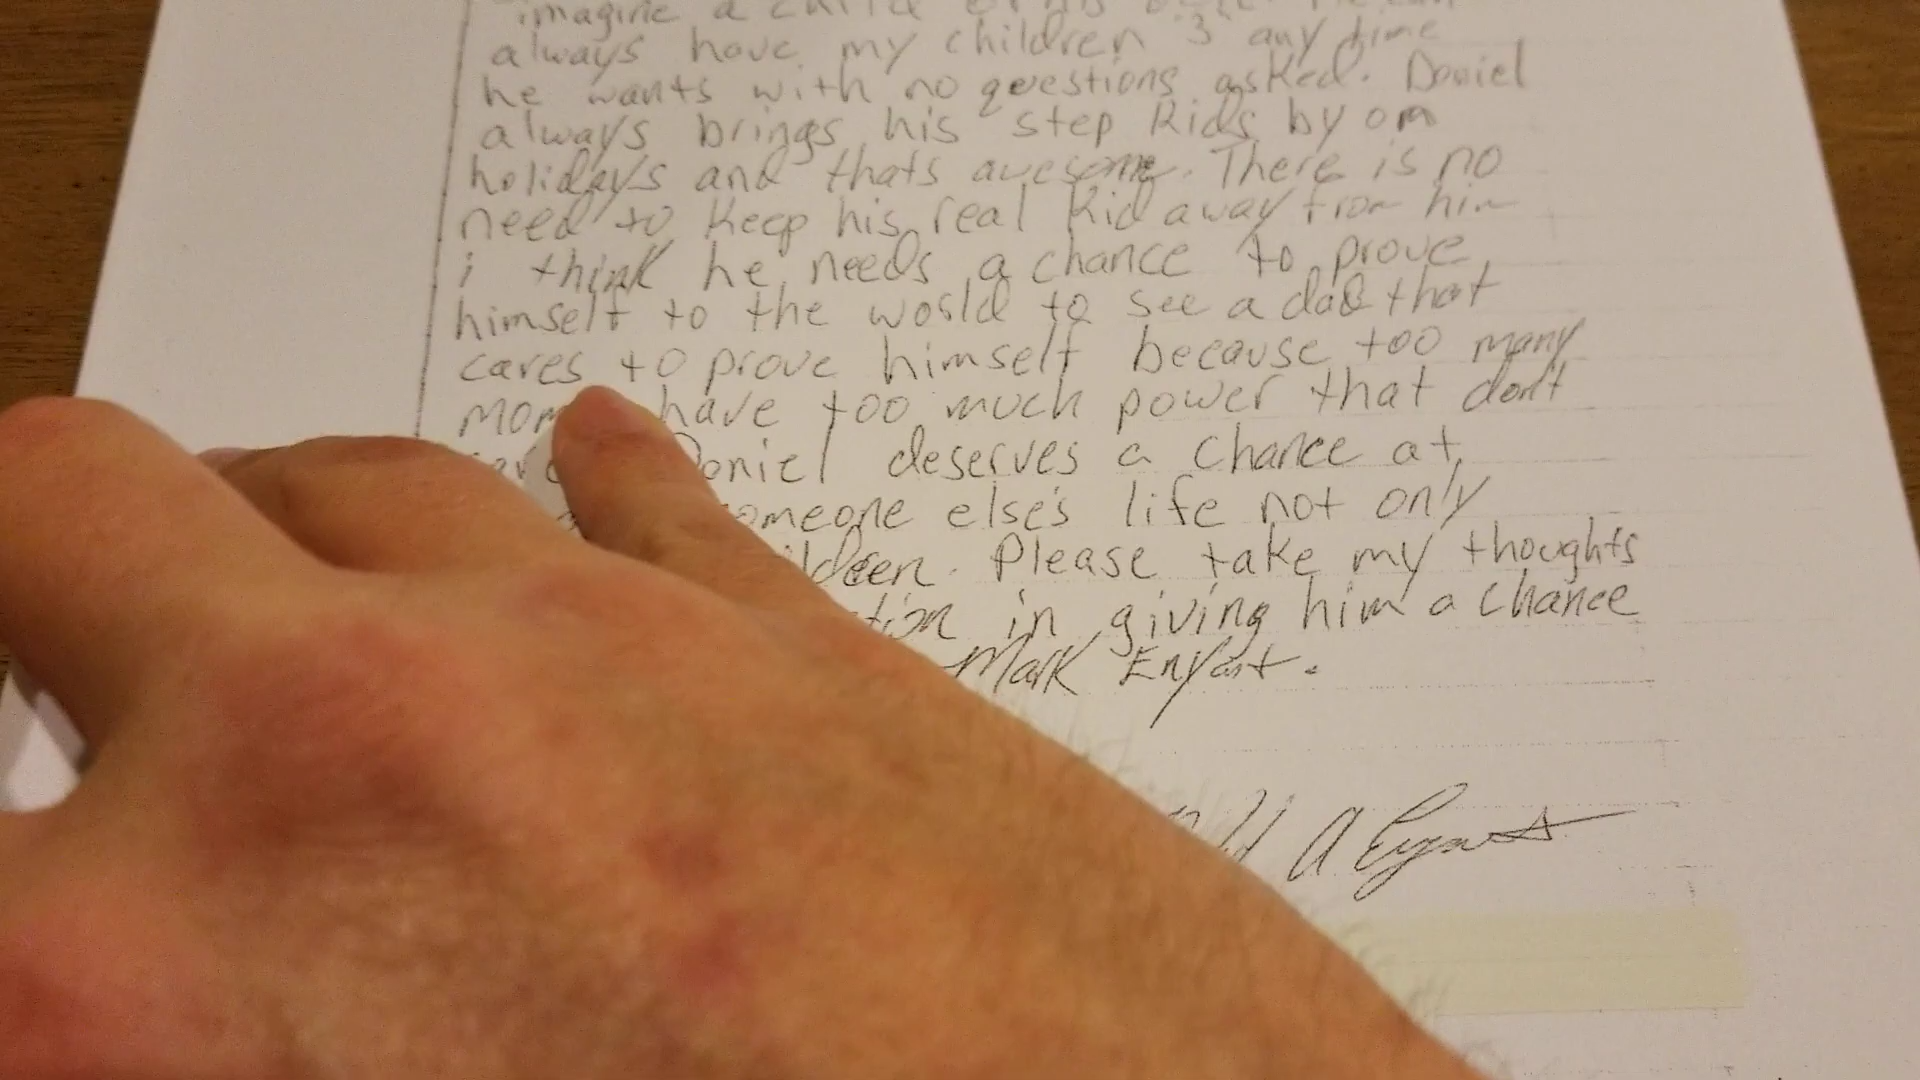 imagine a child
always have my children 3 any time
he wants with no questions asked. Daniel
always brings his step kids by on
holidays and thats awesome. There is no
need to keep his real kid away from him
i think he needs a chance to prove
himself to the world to see a dad that
cares to prove himself because too many
mom have too much power that don't
Daniel deserves a chance at
someone else's life not only
Please take my thoughts
in giving him a chance
Mark Enyart.
A Enyart